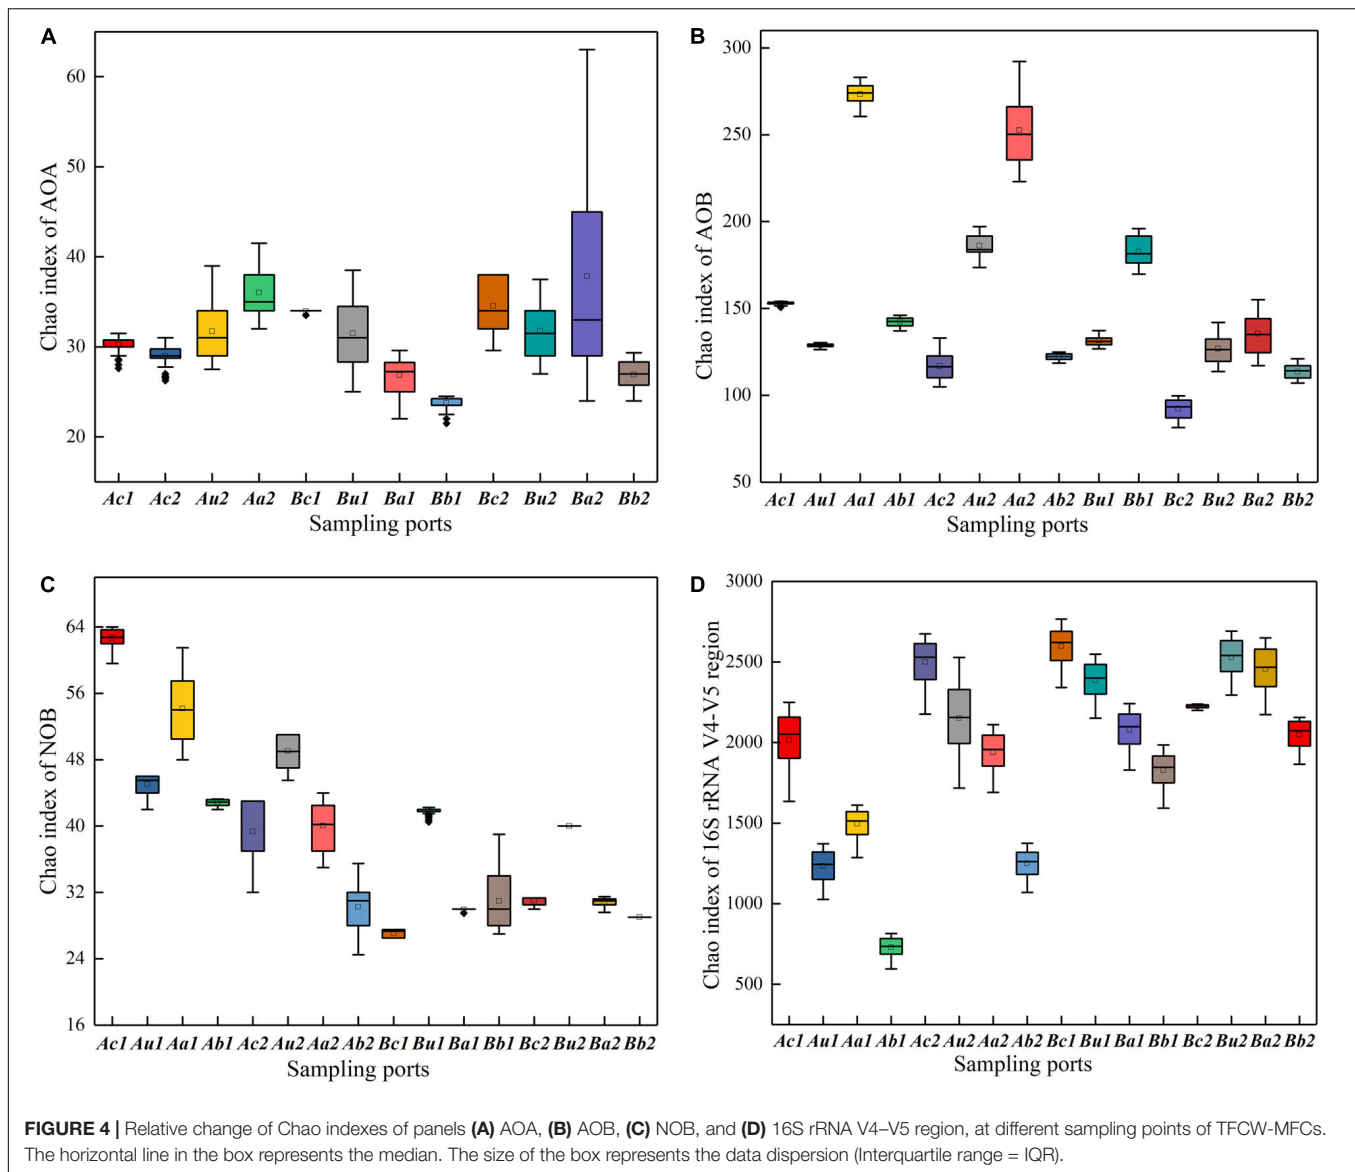 A
Chao index of AOA
60
50
40
30
20
Ac1 Ac2 Au2 Aa2 Bc1 Bu1 Ba1 Bb1 Bc2 Bu2 Ba2 Bb2
Sampling ports
B
Chao index of AOB
300
250
200
150
100
50
Ac1 Au1 Aa1 Ab1 Ac2 Au2 Aa2 Ab2 Bu1 Bb1 Bc2 Bu2 Ba2 Bb2
Sampling ports
C
Chao index of NOB
64
56
48
40
32
24
16
Ac1 Au1 Aa1 Ab1 Ac2 Au2 Aa2 Ab2 Bc1 Bu1 Ba1 Bb1 Bc2 Bu2 Ba2 Bb2
Sampling ports
D
Chao index of 16S rRNA V4-V5 region
3000
2500
2000
1500
1000
500
Ac1 Au1 Aa1 Ab1 Ac2 Au2 Aa2 Ab2 Bc1 Bu1 Ba1 Bb1 Bc2 Bu2 Ba2 Bb2
Sampling ports
FIGURE 4 | Relative change of Chao indexes of panels (A) AOA, (B) AOB, (C) NOB, and (D) 16S rRNA V4–V5 region, at different sampling points of TFCW-MFCs.
The horizontal line in the box represents the median. The size of the box represents the data dispersion (Interquartile range = IQR).